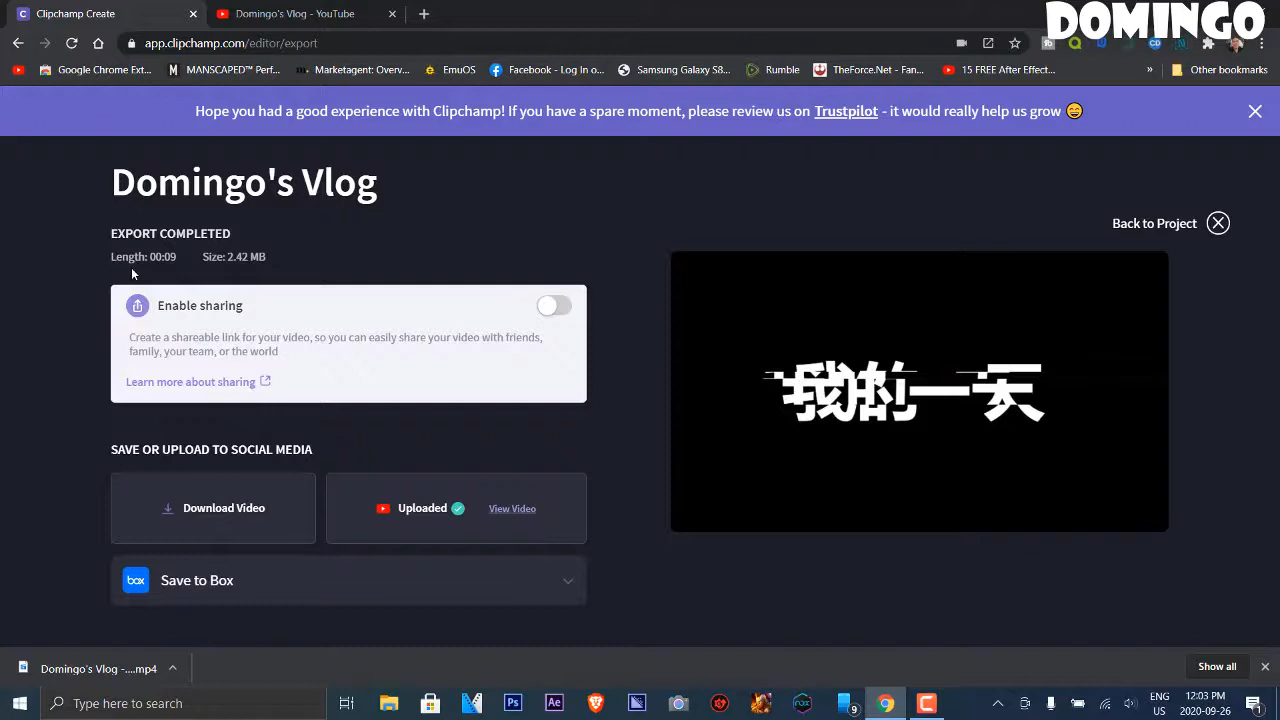 Clipchamp Create
Domingo's Vlog - YouTube
DOMINGO
app.clipchamp.com/editor/export
Google Chrome Ext...
MANSCAPED™ Perf...
Marketagent: Overv...
EmuOS
Facebook - Log In o...
Samsung Galaxy S8...
Rumble
TheForce.Net - Fan...
15 FREE After Effect...
»
Other bookmarks
Hope you had a good experience with Clipchamp! If you have a spare moment, please review us on Trustpilot - it would really help us grow 😄
Domingo's Vlog
Back to Project
EXPORT COMPLETED
Length: 00:09 Size: 2.42 MB
Enable sharing
Create a shareable link for your video, so you can easily share your video with friends,
family, your team, or the world
Learn more about sharing
我的一天
SAVE OR UPLOAD TO SOCIAL MEDIA
Download Video
Uploaded
View Video
box
Save to Box
Domingo's Vlog -....mp4
Show all
Type here to search
Ps
Ae
nox
9
ENG
US
12:03 PM
2020-09-26
1